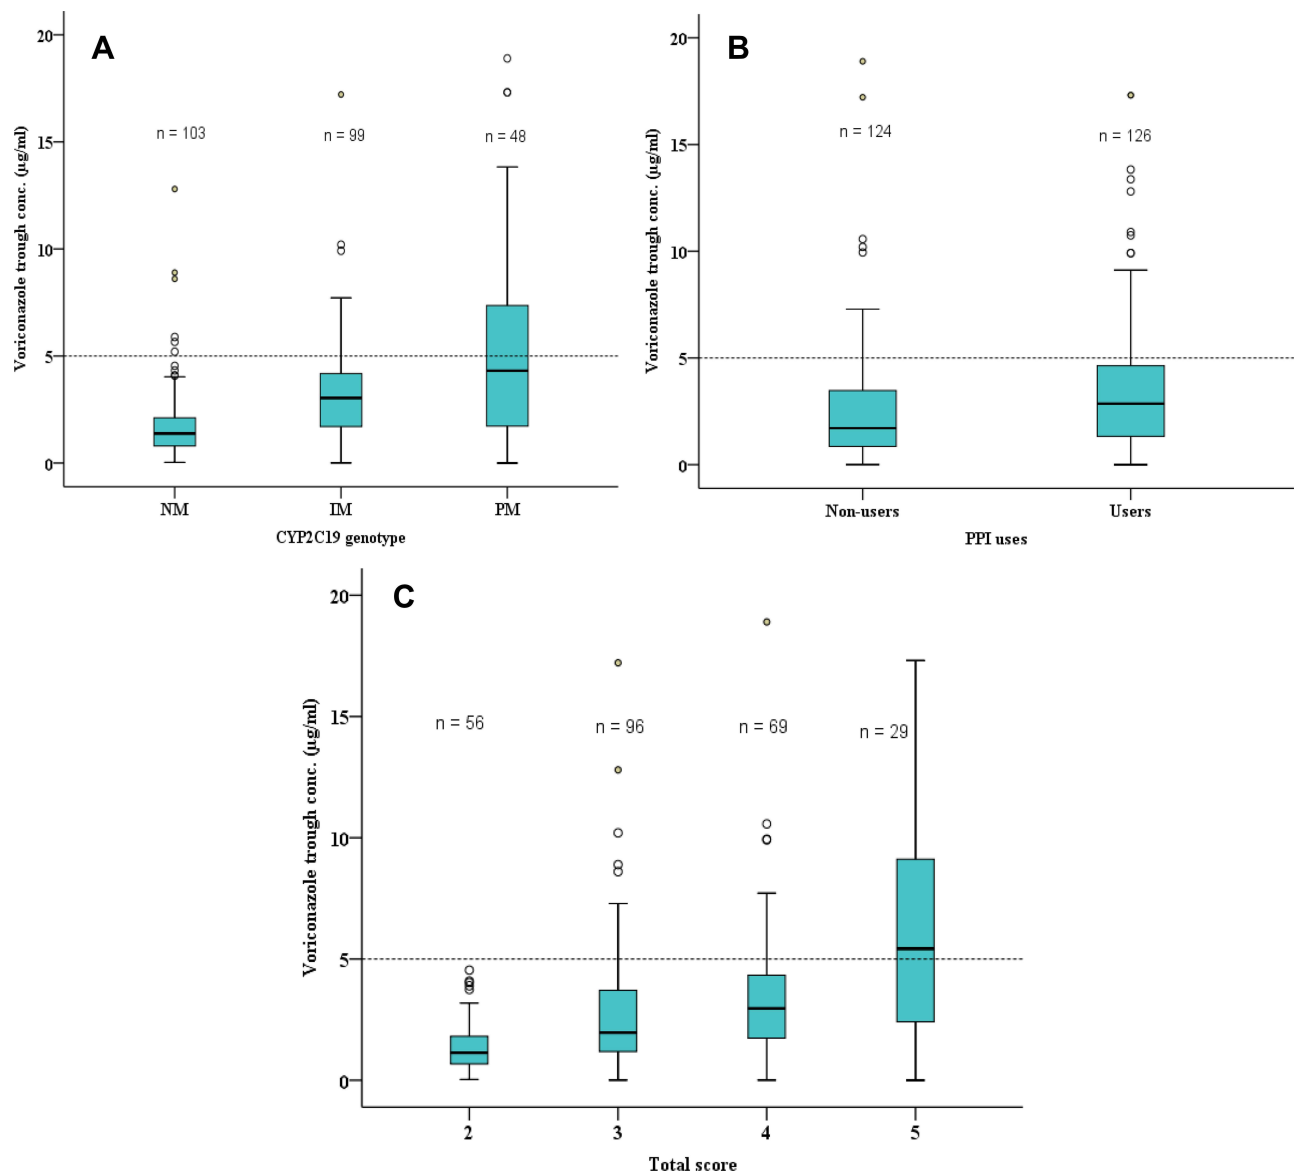 A
20
15
10
5
0
Voriconazole trough conc. (µg/ml)
n = 103
n = 99
n = 48
NM
IM
PM
CYP2C19 genotype
B
20
15
10
5
0
Voriconazole trough conc. (µg/ml)
n = 124
n = 126
Non-users
Users
PPI uses
C
20
15
10
5
0
Voriconazole trough conc. (µg/ml)
n = 56
n = 96
n = 69
n = 29
2
3
4
5
Total score